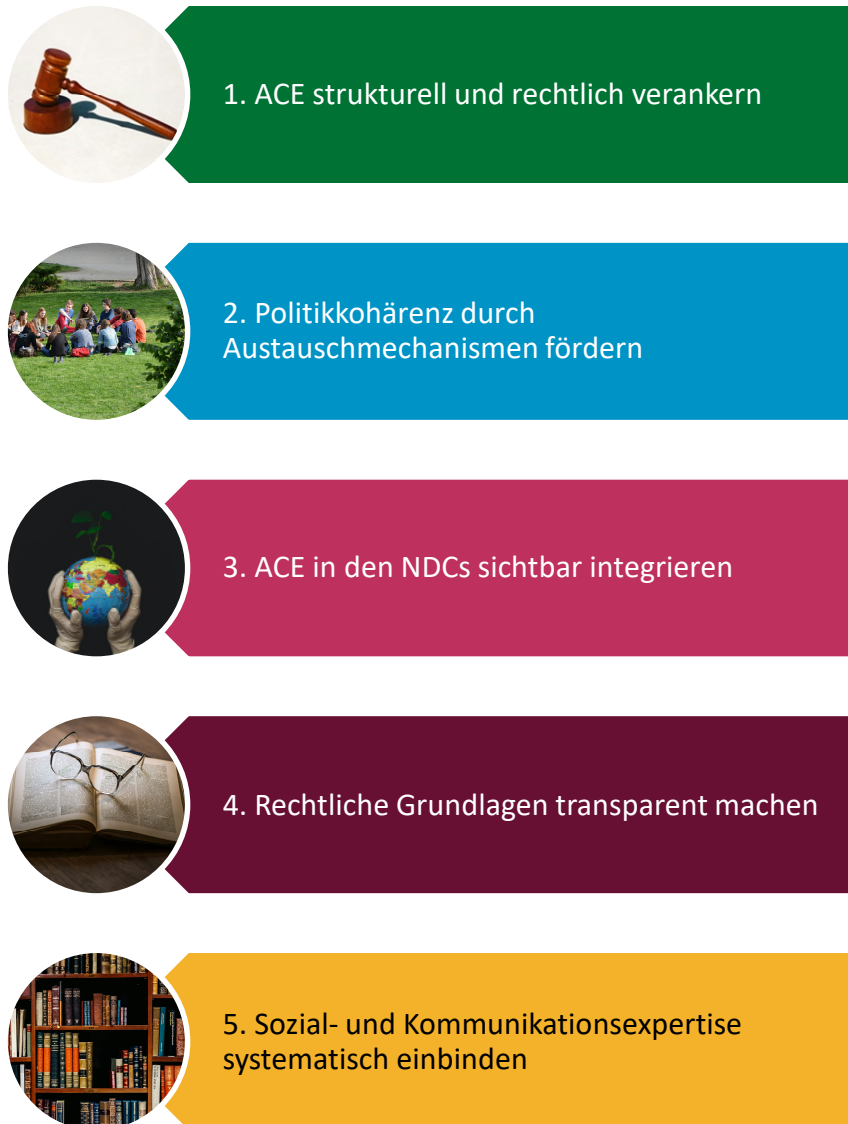 1. ACE strukturell und rechtlich verankern
2. Politikkohärenz durch
Austauschmechanismen fördern
3. ACE in den NDCs sichtbar integrieren
4. Rechtliche Grundlagen transparent machen
5. Sozial- und Kommunikationsexpertise
systematisch einbinden